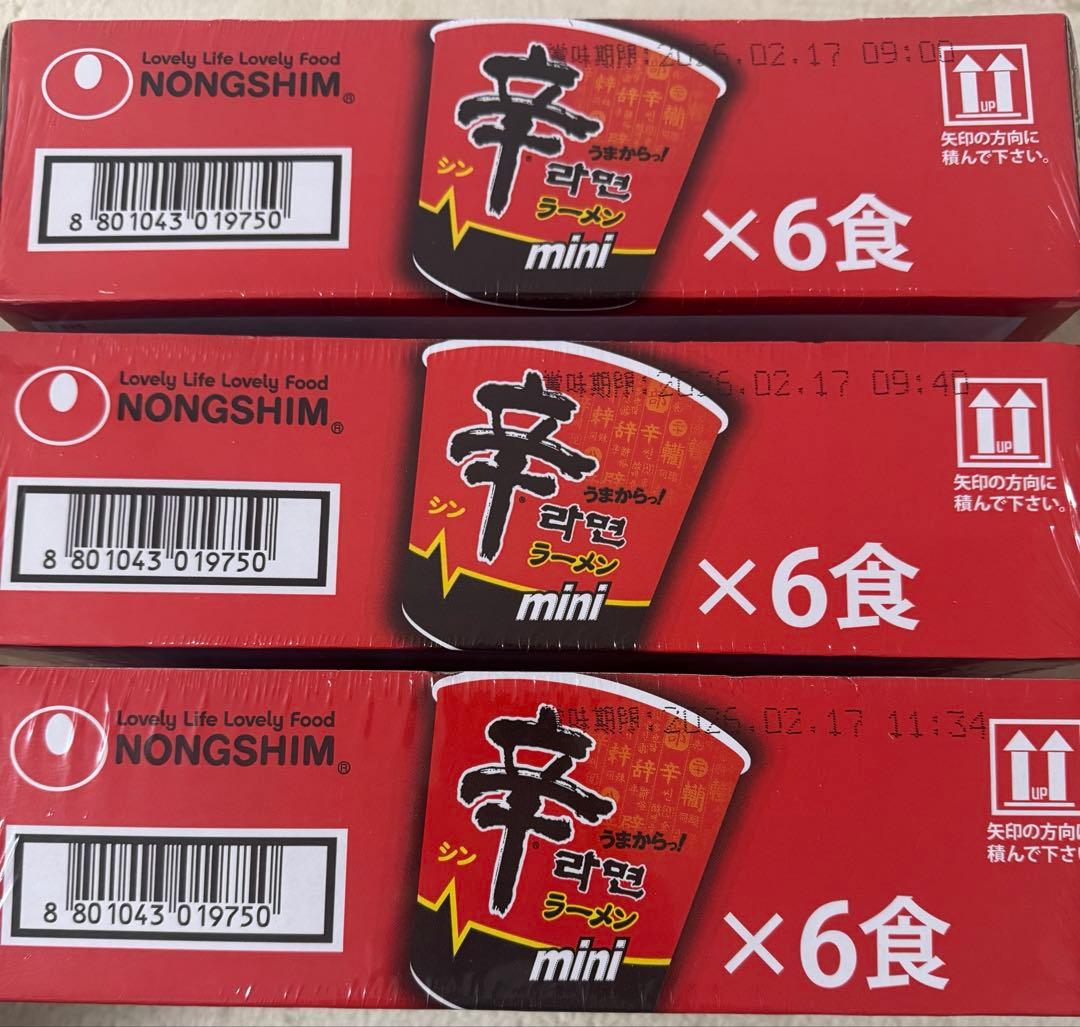 Lovely Life Lovely Food
NONGSHIM®
8 801043 019750
賞味期限:2026.02.17 09:00
辛
うまからっ!
シン
라면
ラーメン
mini
×6食
UP
矢印の方向に
積んで下さい。
Lovely Life Lovely Food
NONGSHIM®
8 801043 019750
賞味期限:2026.02.17 09:40
辛
うまからっ!
シン
라면
ラーメン
mini
×6食
UP
矢印の方向に
積んで下さい。
Lovely Life Lovely Food
NONGSHIM®
8 801043 019750
賞味期限:2026.02.17 11:34
辛
うまからっ!
シン
라면
ラーメン
mini
×6食
UP
矢印の方向に
積んで下さい